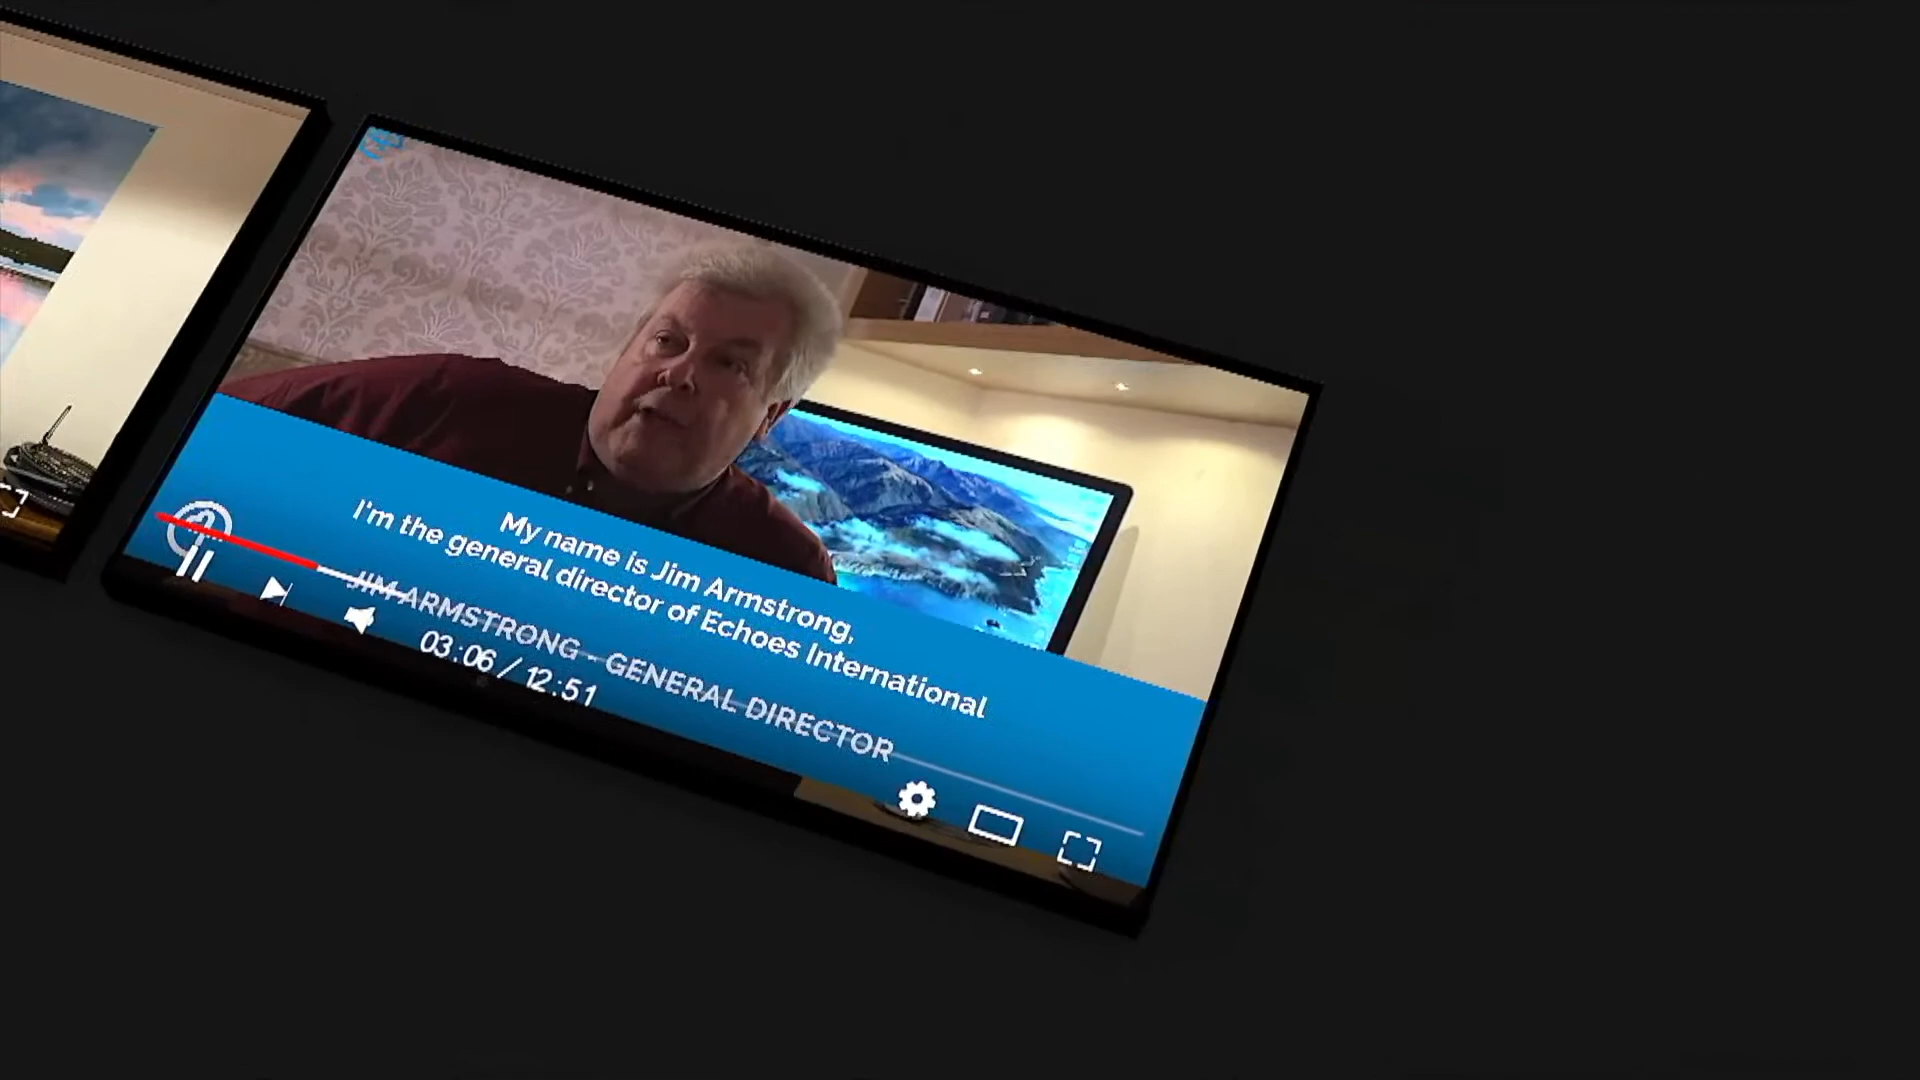 My name is Jim Armstrong,
I'm the general director of Echoes International
JIM ARMSTRONG - GENERAL DIRECTOR
03:06 / 12:51